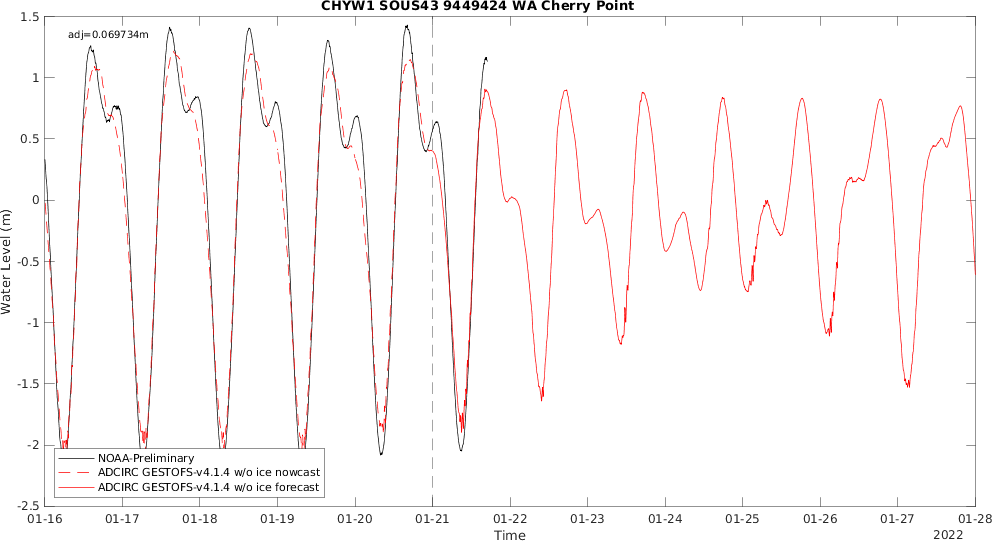 CHYW1 SOUS43 9449424 WA Cherry Point
adj=0.069734m
1.5
1
0.5
0
-0.5
-1
-1.5
-2
-2.5
Water Level (m)
NOAA-Preliminary
ADCIRC GESTOFS-v4.1.4 w/o ice nowcast
ADCIRC GESTOFS-v4.1.4 w/o ice forecast
01-16 01-17 01-18 01-19 01-20 01-21 01-22 01-23 01-24 01-25 01-26 01-27 01-28
Time
2022